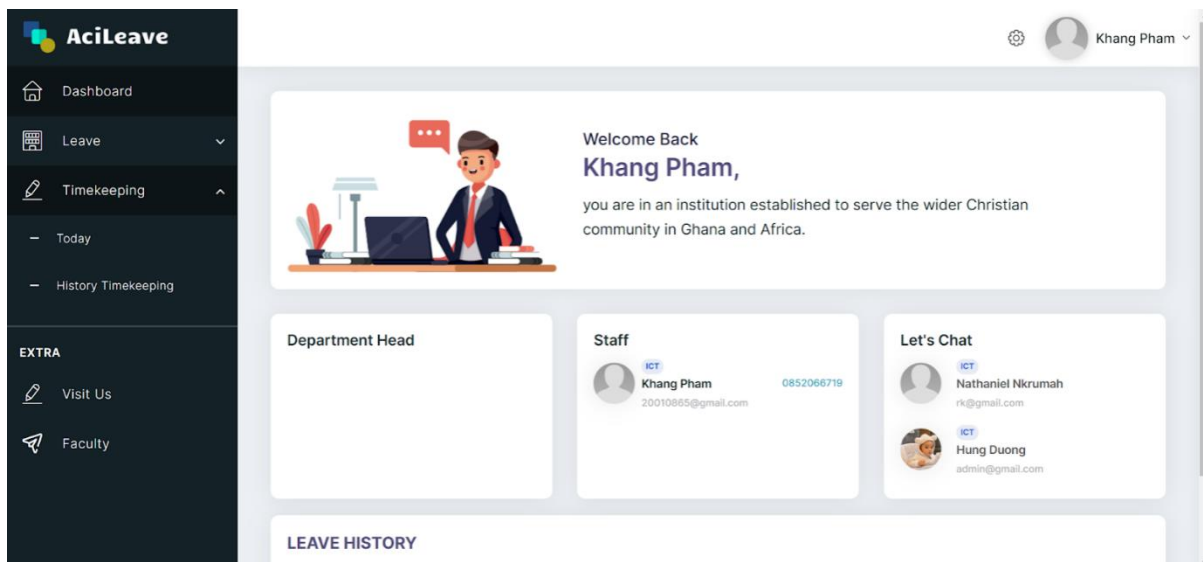 AciLeave
Khang Pham
Dashboard
Leave
Timekeeping
Today
History Timekeeping
EXTRA
Visit Us
Faculty
Welcome Back
Khang Pham,
you are in an institution established to serve the wider Christian
community in Ghana and Africa.
Department Head
Staff
ICT
Khang Pham
0852066719
20010865@gmail.com
Let's Chat
ICT
Nathaniel Nkrumah
rk@gmail.com
ICT
Hung Duong
admin@gmail.com
LEAVE HISTORY